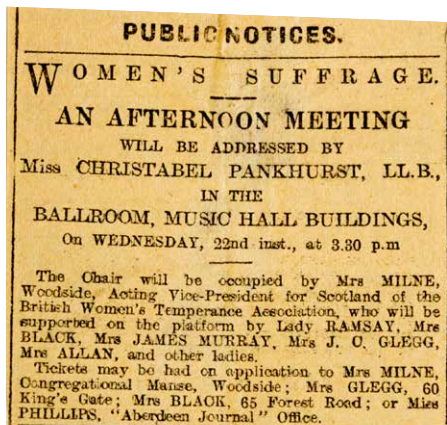 PUBLIC NOTICES.
WOMEN'S SUFFRAGE.
AN AFTERNOON MEETING
WILL BE ADDRESSED BY
Miss CHRISTABEL PANKHURST, LL.B.,
IN THE
BALLROOM, MUSIC HALL BUILDINGS,
On WEDNESDAY, 22nd inst., at 3.30 p.m
The Chair will be occupied by Mrs MILNE,
Woodside, Acting Vice-President for Scotland of the
British Women's Temperance Association, who will be
supported on the platform by Lady RAMSAY, Mrs
BLACK, Mrs JAMES MURRAY, Mrs J. C. GLEGG,
Mrs ALLAN, and other ladies.
Tickets may be had on application to Mrs MILNE,
Congregational Manse, Woodside; Mrs GLEGG, 60
King's Gate; Mrs BLACK, 65 Forest Road; or Miss
PHILLIPS, "Aberdeen Journal" Office.